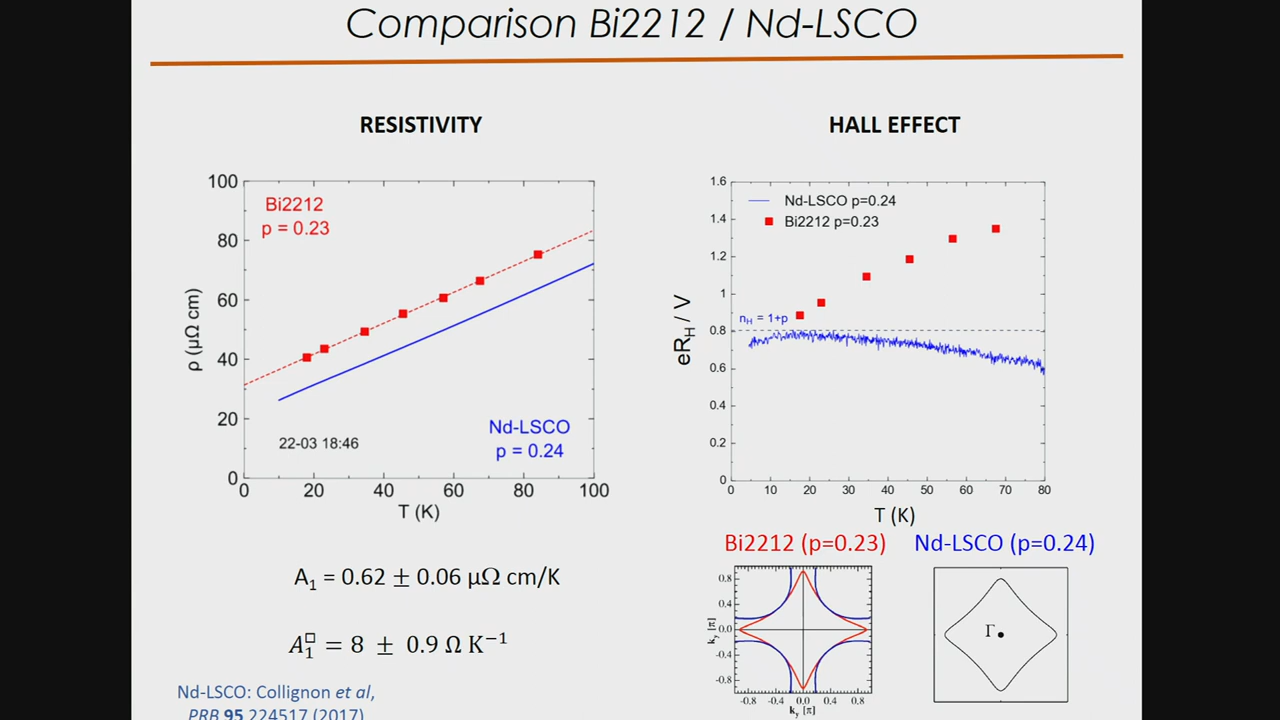 Comparison Bi2212 / Nd-LSCO
RESISTIVITY
HALL EFFECT
100
80
60
40
20
0
ρ (μΩ cm)
Bi2212
p = 0.23
Nd-LSCO
p = 0.24
22-03 18:46
0 20 40 60 80 100
T (K)
1.6
1.4
1.2
1
0.8
0.6
0.4
0.2
0
eR_H / V
Nd-LSCO p=0.24
Bi2212 p=0.23
n_H = 1+p
0 10 20 30 40 50 60 70 80
T (K)
A₁ = 0.62 ± 0.06 μΩ cm/K
A₁^□ = 8 ± 0.9 Ω K⁻¹
Nd-LSCO: Collignon et al,
PRB 95 224517 (2017)
Bi2212 (p=0.23)
Nd-LSCO (p=0.24)
0.8
0.4
0.0
-0.4
-0.8
k_y [π]
-0.8 -0.4 0.0 0.4 0.8
k_y [π]
Γ